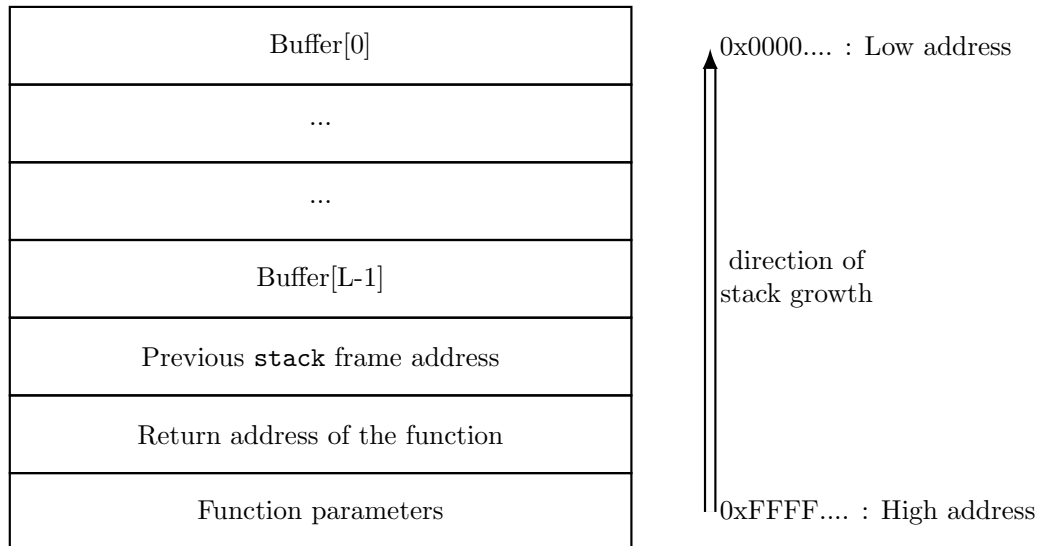 Buffer[0]
...
...
Buffer[L-1]
Previous stack frame address
Return address of the function
Function parameters
0x0000.... : Low address
direction of
stack growth
0xFFFF.... : High address